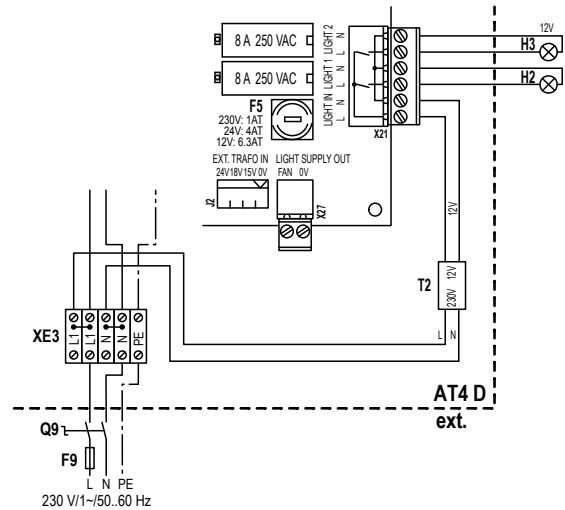 12V
H3
H2
LIGHT 2
N
L
LIGHT 1
N
L
LIGHT IN
N
L
X21
8 A 250 VAC
8 A 250 VAC
F5
230V: 1AT
24V: 4AT
12V: 6.3AT
EXT. TRAFO IN
24V 18V 15V 0V
J2
LIGHT SUPPLY OUT
FAN 0V
X27
12V
T2
12V
230V
L N
XE3
L1
L1
N
N
PE
AT4 D
ext.
Q9
F9
L N PE
230 V/1~/50..60 Hz